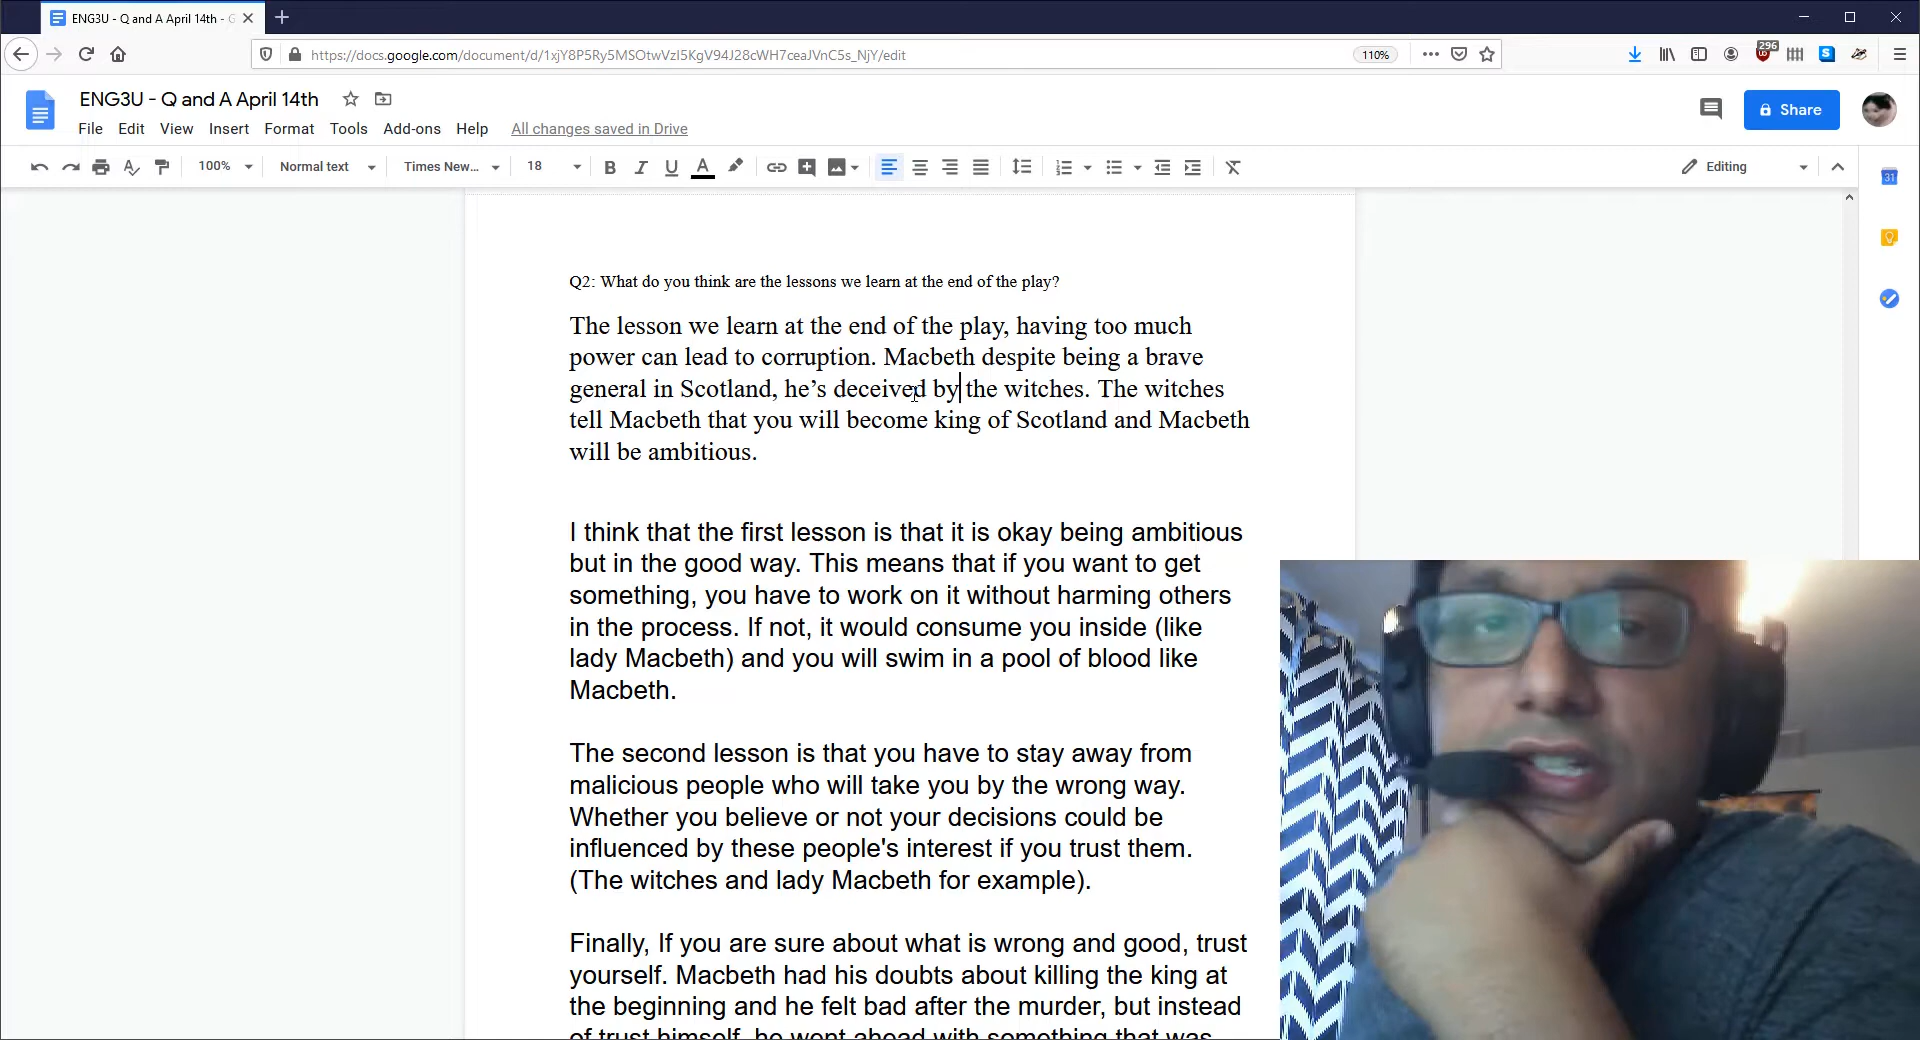 ENG3U - Q and A April 14th - G
https://docs.google.com/document/d/1xjY8P5Ry5MSOtwVzI5KgV94J28cWH7ceaJVnC5s_NjY/edit
110%
296
ENG3U - Q and A April 14th
Share
File Edit View Insert Format Tools Add-ons Help All changes saved in Drive
100% Normal text Times New... 18 B I U A Editing
31
Q2: What do you think are the lessons we learn at the end of the play?
The lesson we learn at the end of the play, having too much
power can lead to corruption. Macbeth despite being a brave
general in Scotland, he’s deceived by the witches. The witches
tell Macbeth that you will become king of Scotland and Macbeth
will be ambitious.
I think that the first lesson is that it is okay being ambitious
but in the good way. This means that if you want to get
something, you have to work on it without harming others
in the process. If not, it would consume you inside (like
lady Macbeth) and you will swim in a pool of blood like
Macbeth.
The second lesson is that you have to stay away from
malicious people who will take you by the wrong way.
Whether you believe or not your decisions could be
influenced by these people's interest if you trust them.
(The witches and lady Macbeth for example).
Finally, If you are sure about what is wrong and good, trust
yourself. Macbeth had his doubts about killing the king at
the beginning and he felt bad after the murder, but instead
of trust himself, he went ahead with something that was